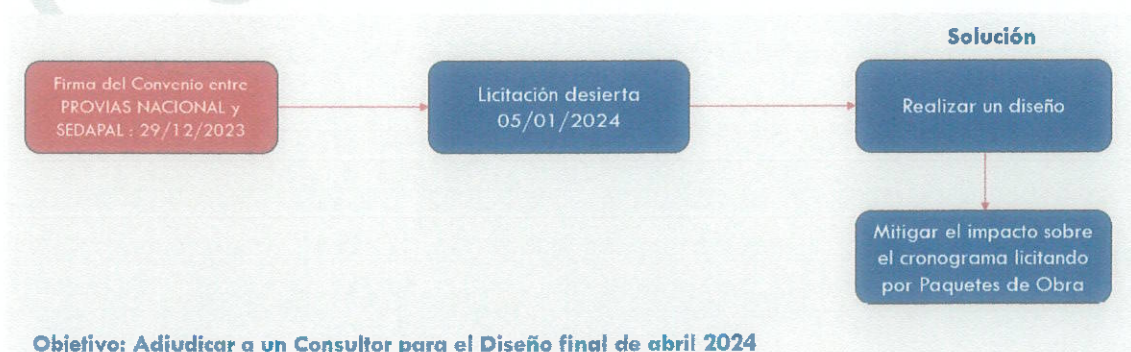 Solución
Firma del Convenio entre
PROVIAS NACIONAL y
SEDAPAL : 29/12/2023
Licitación desierta
05/01/2024
Realizar un diseño
Mitigar el impacto sobre
el cronograma licitando
por Paquetes de Obra
Objetivo: Adjudicar a un Consultor para el Diseño final de abril 2024